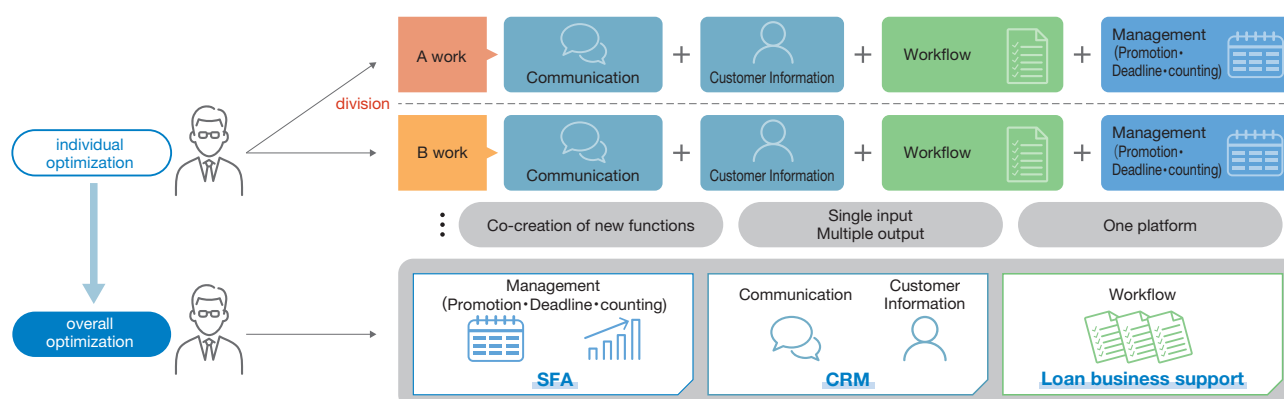 individual
optimization
division
A work
Communication
+
Customer Information
+
Workflow
+
Management
(Promotion・
Deadline・counting)
B work
Communication
+
Customer Information
+
Workflow
+
Management
(Promotion・
Deadline・counting)
Co-creation of new functions
Single input
Multiple output
One platform
overall
optimization
Management
(Promotion・Deadline・counting)
SFA
Communication
Customer
Information
CRM
Workflow
Loan business support